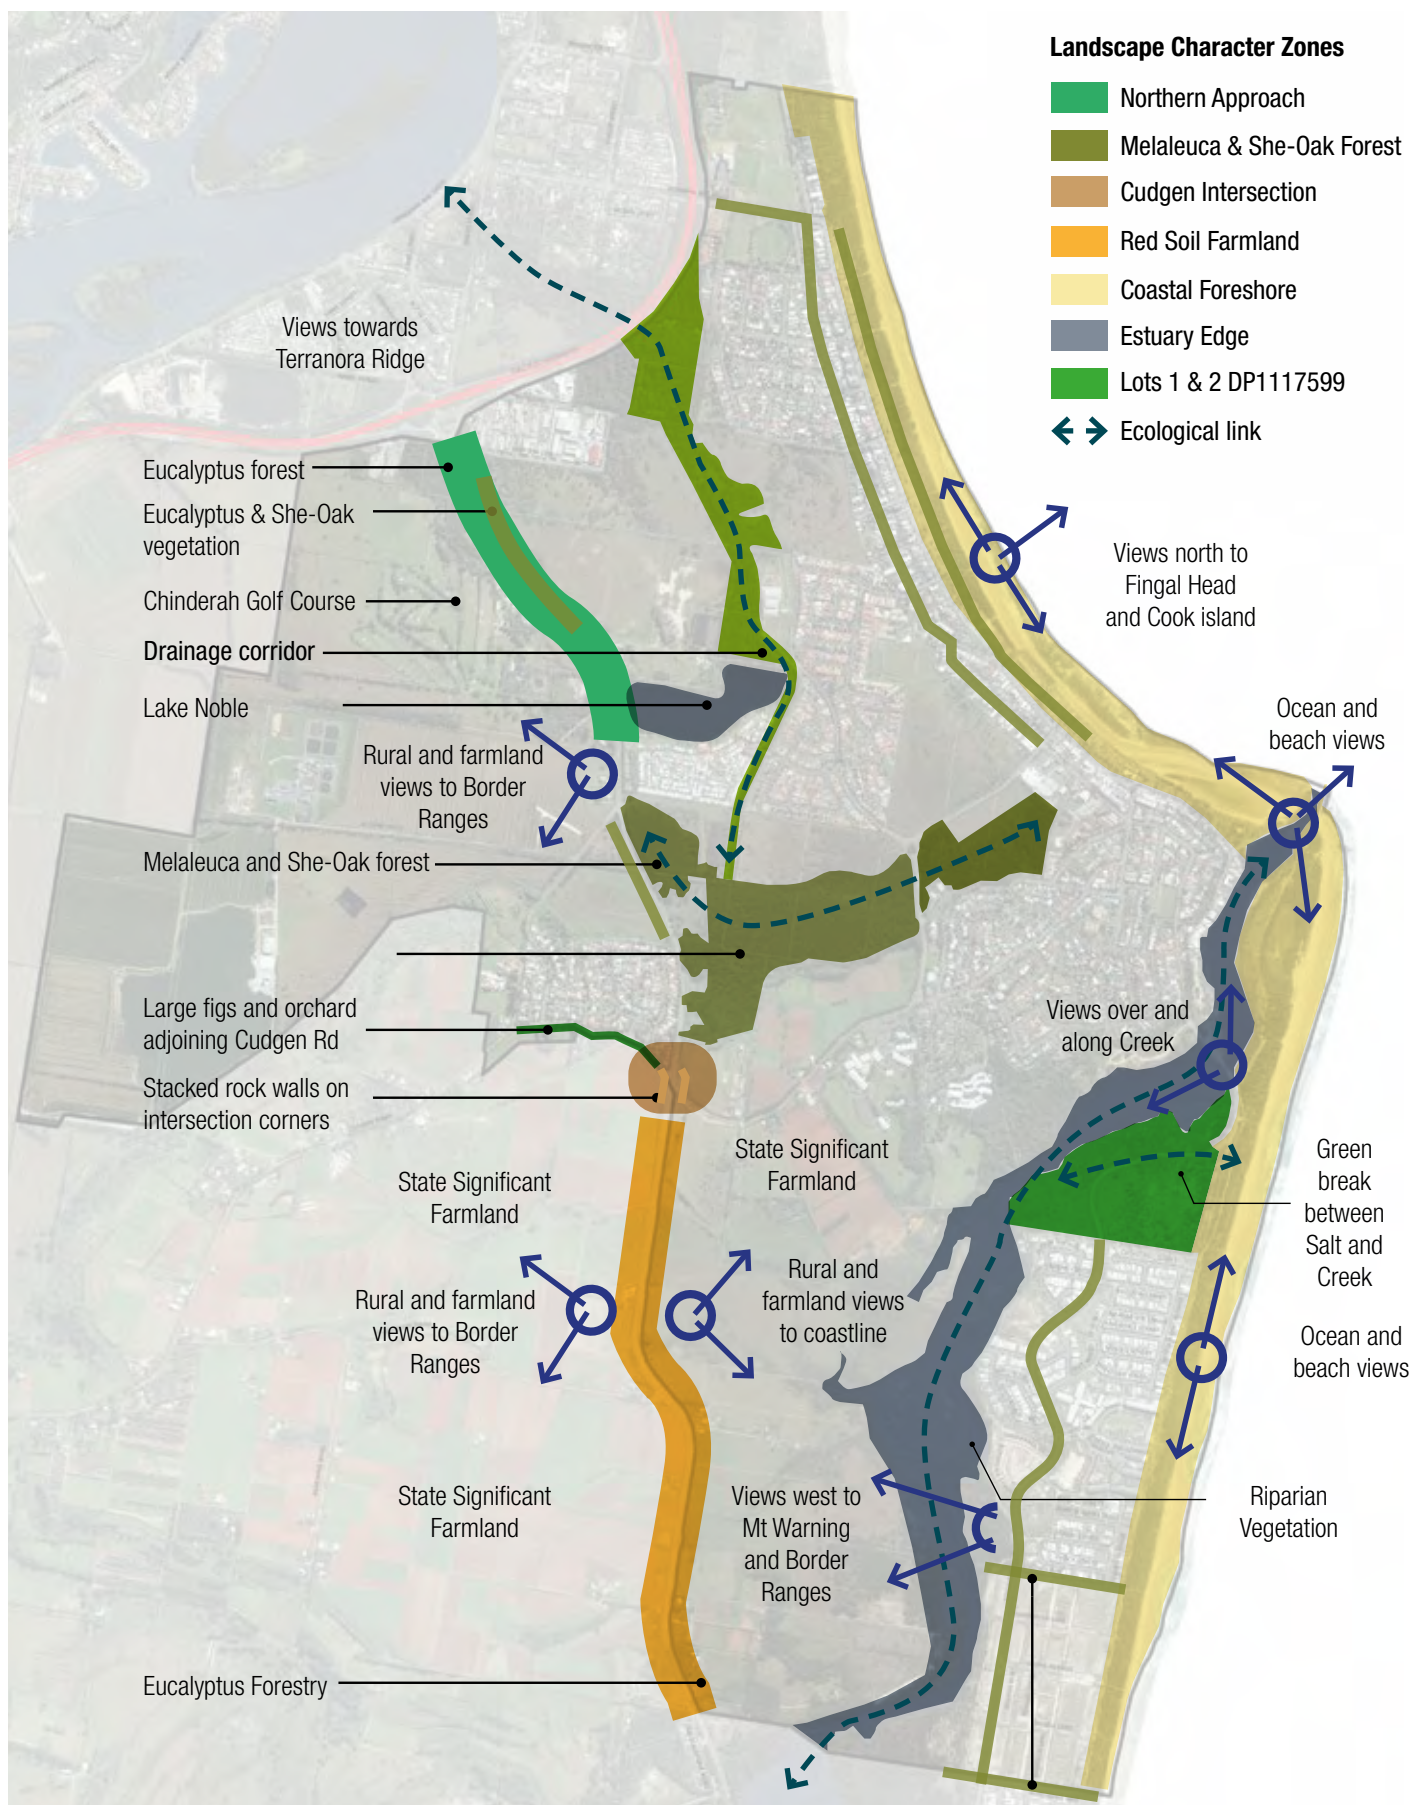 Landscape Character Zones
Northern Approach
Melaleuca & She-Oak Forest
Cudgen Intersection
Red Soil Farmland
Coastal Foreshore
Estuary Edge
Lots 1 & 2 DP1117599
Ecological link
Views towards
Terranora Ridge
Eucalyptus forest
Eucalyptus & She-Oak
vegetation
Chinderah Golf Course
Drainage corridor
Lake Noble
Views north to
Fingal Head
and Cook island
Ocean and
beach views
Rural and farmland
views to Border
Ranges
Melaleuca and She-Oak forest
Large figs and orchard
adjoining Cudgen Rd
Stacked rock walls on
intersection corners
Views over and
along Creek
State Significant
Farmland
State Significant
Farmland
Green
break
between
Salt and
Creek
Rural and farmland
views to Border
Ranges
Rural and
farmland views
to coastline
Ocean and
beach views
State Significant
Farmland
Views west to
Mt Warning
and Border
Ranges
Riparian
Vegetation
Eucalyptus Forestry